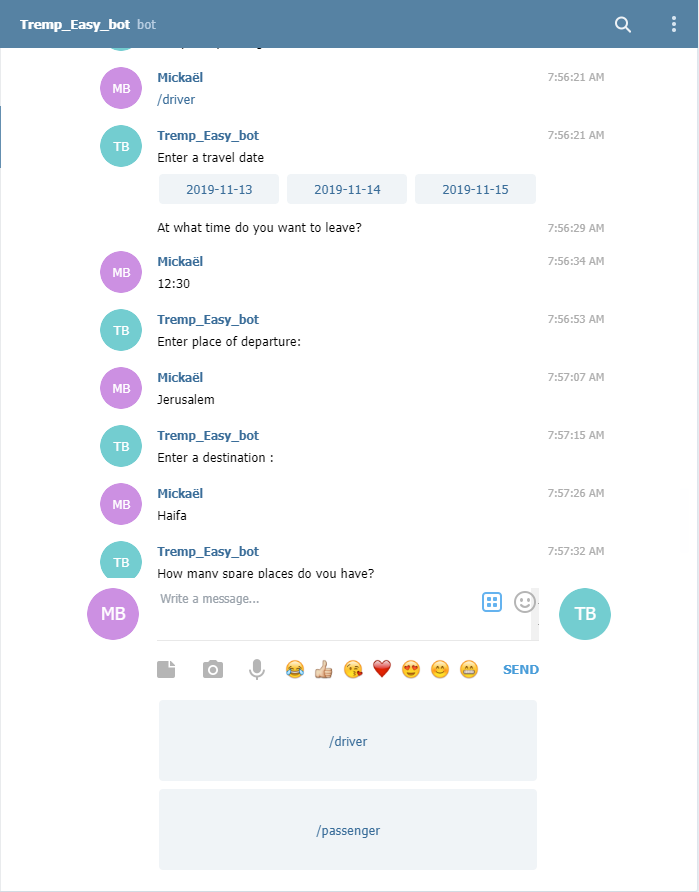 Tremp_Easy_bot bot
MB
Mickaël 7:56:21 AM
/driver
TB
Tremp_Easy_bot 7:56:21 AM
Enter a travel date
2019-11-13 2019-11-14 2019-11-15
At what time do you want to leave? 7:56:29 AM
MB
Mickaël 7:56:34 AM
12:30
TB
Tremp_Easy_bot 7:56:53 AM
Enter place of departure:
MB
Mickaël 7:57:07 AM
Jerusalem
TB
Tremp_Easy_bot 7:57:15 AM
Enter a destination :
MB
Mickaël 7:57:26 AM
Haifa
TB
Tremp_Easy_bot 7:57:32 AM
How many spare places do you have?
MB
Write a message...
TB
SEND
/driver
/passenger